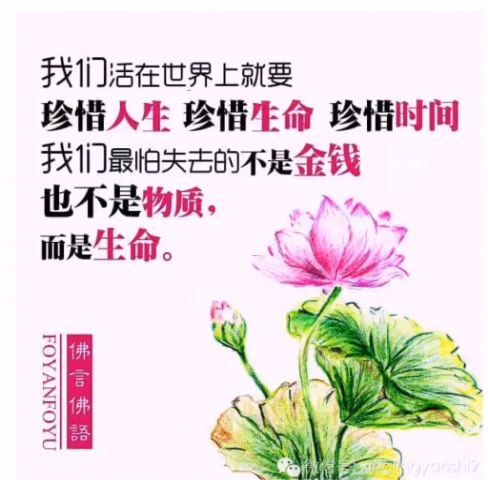 我们活在世界上就要
珍惜人生 珍惜生命 珍惜时间
我们最怕失去的不是金钱
也不是物质，
而是生命。
佛言佛語
FOYANFOYU